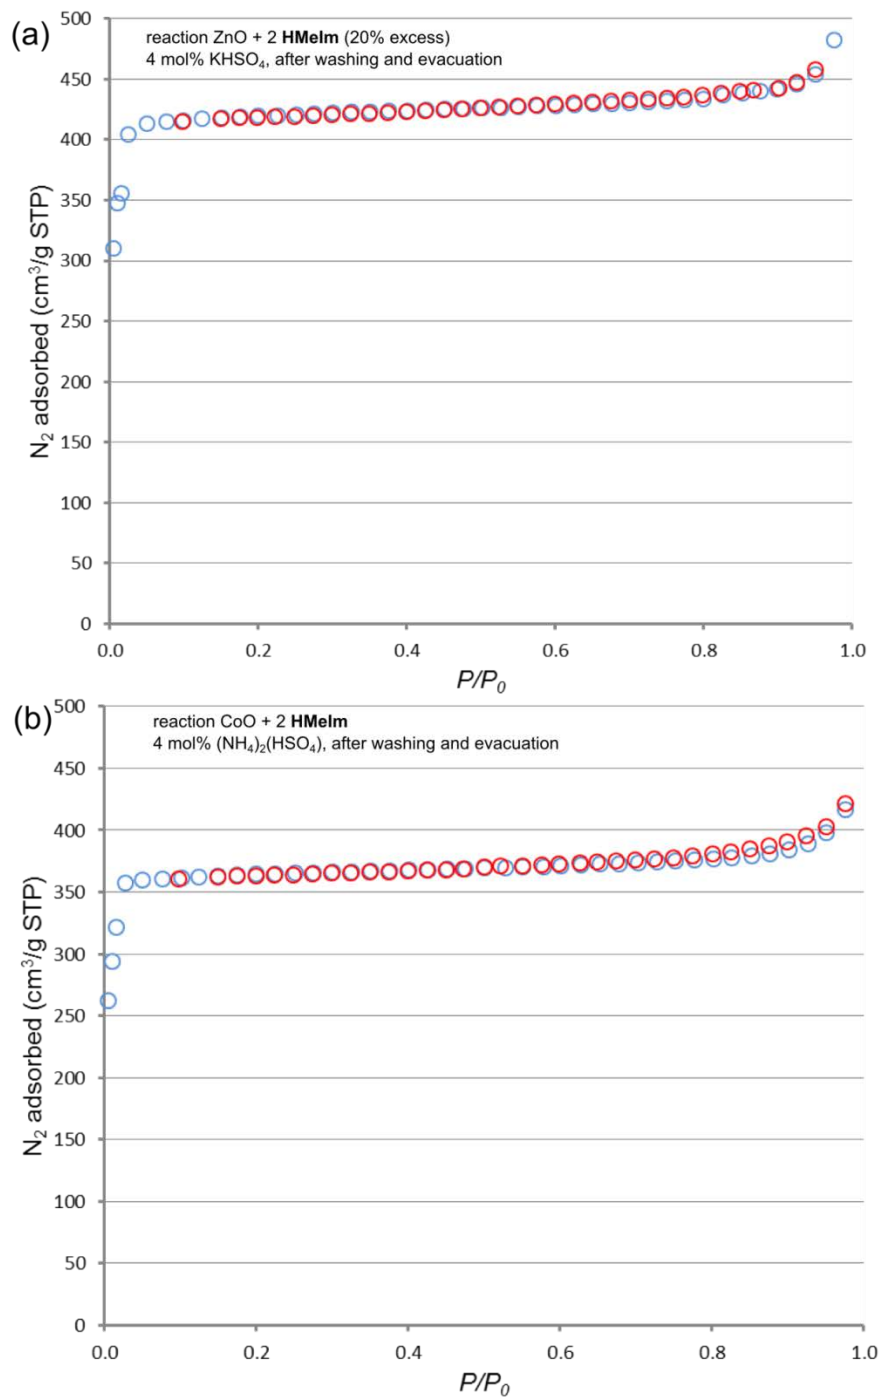 (a)
reaction ZnO + 2 HMeIm (20% excess)
4 mol% KHSO₄, after washing and evacuation
N₂ adsorbed (cm³/g STP)
500
450
400
350
300
250
200
150
100
50
0
0.0 0.2 0.4 0.6 0.8 1.0
P/P₀
(b)
reaction CoO + 2 HMeIm
4 mol% (NH₄)₂(HSO₄), after washing and evacuation
N₂ adsorbed (cm³/g STP)
500
450
400
350
300
250
200
150
100
50
0
0.0 0.2 0.4 0.6 0.8 1.0
P/P₀